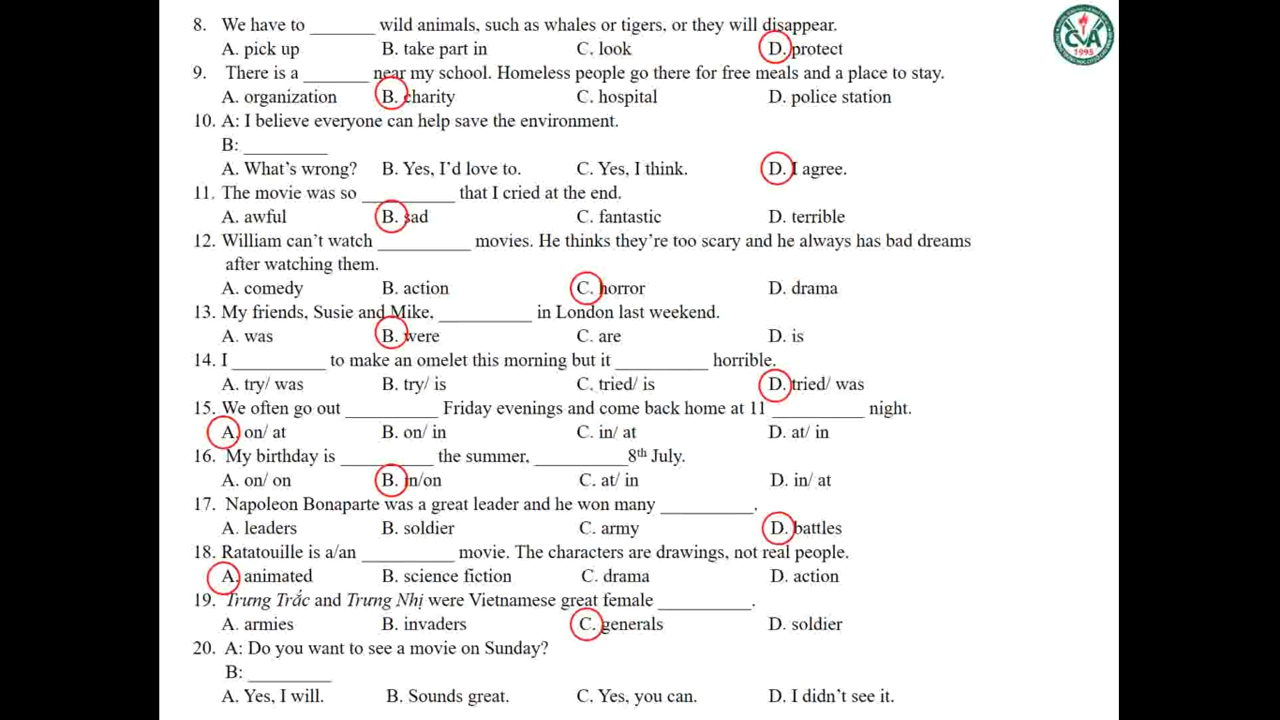 8. We have to _______ wild animals, such as whales or tigers, or they will disappear.
A. pick up B. take part in C. look D. protect
9. There is a _______ near my school. Homeless people go there for free meals and a place to stay.
A. organization B. charity C. hospital D. police station
10. A: I believe everyone can help save the environment.
B: _________
A. What's wrong? B. Yes, I'd love to. C. Yes, I think. D. I agree.
11. The movie was so __________ that I cried at the end.
A. awful B. sad C. fantastic D. terrible
12. William can't watch __________ movies. He thinks they're too scary and he always has bad dreams
after watching them.
A. comedy B. action C. horror D. drama
13. My friends, Susie and Mike, __________ in London last weekend.
A. was B. were C. are D. is
14. I __________ to make an omelet this morning but it __________ horrible.
A. try/ was B. try/ is C. tried/ is D. tried/ was
15. We often go out __________ Friday evenings and come back home at 11 __________ night.
A. on/ at B. on/ in C. in/ at D. at/ in
16. My birthday is __________ the summer, __________8th July.
A. on/ on B. in/on C. at/ in D. in/ at
17. Napoleon Bonaparte was a great leader and he won many __________.
A. leaders B. soldier C. army D. battles
18. Ratatouille is a/an __________ movie. The characters are drawings, not real people.
A. animated B. science fiction C. drama D. action
19. Trưng Trắc and Trưng Nhị were Vietnamese great female __________.
A. armies B. invaders C. generals D. soldier
20. A: Do you want to see a movie on Sunday?
B: _________
A. Yes, I will. B. Sounds great. C. Yes, you can. D. I didn't see it.
CVA
1995